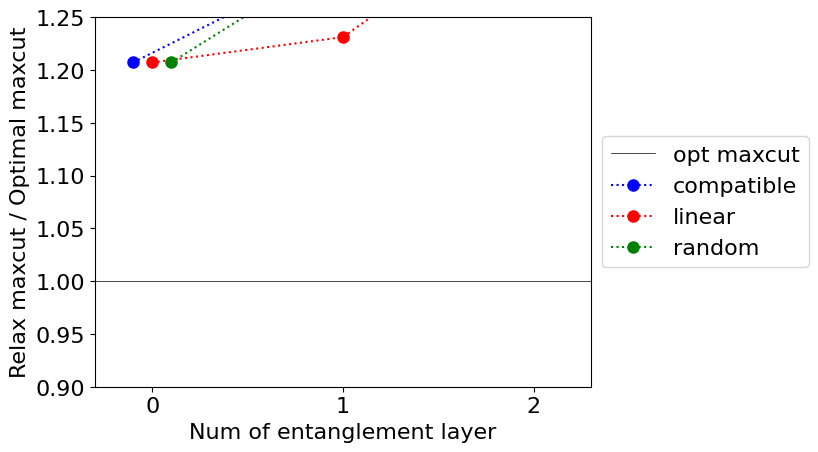 Relax maxcut / Optimal maxcut
1.25
1.20
1.15
1.10
1.05
1.00
0.95
0.90
0
1
2
Num of entanglement layer
opt maxcut
compatible
linear
random